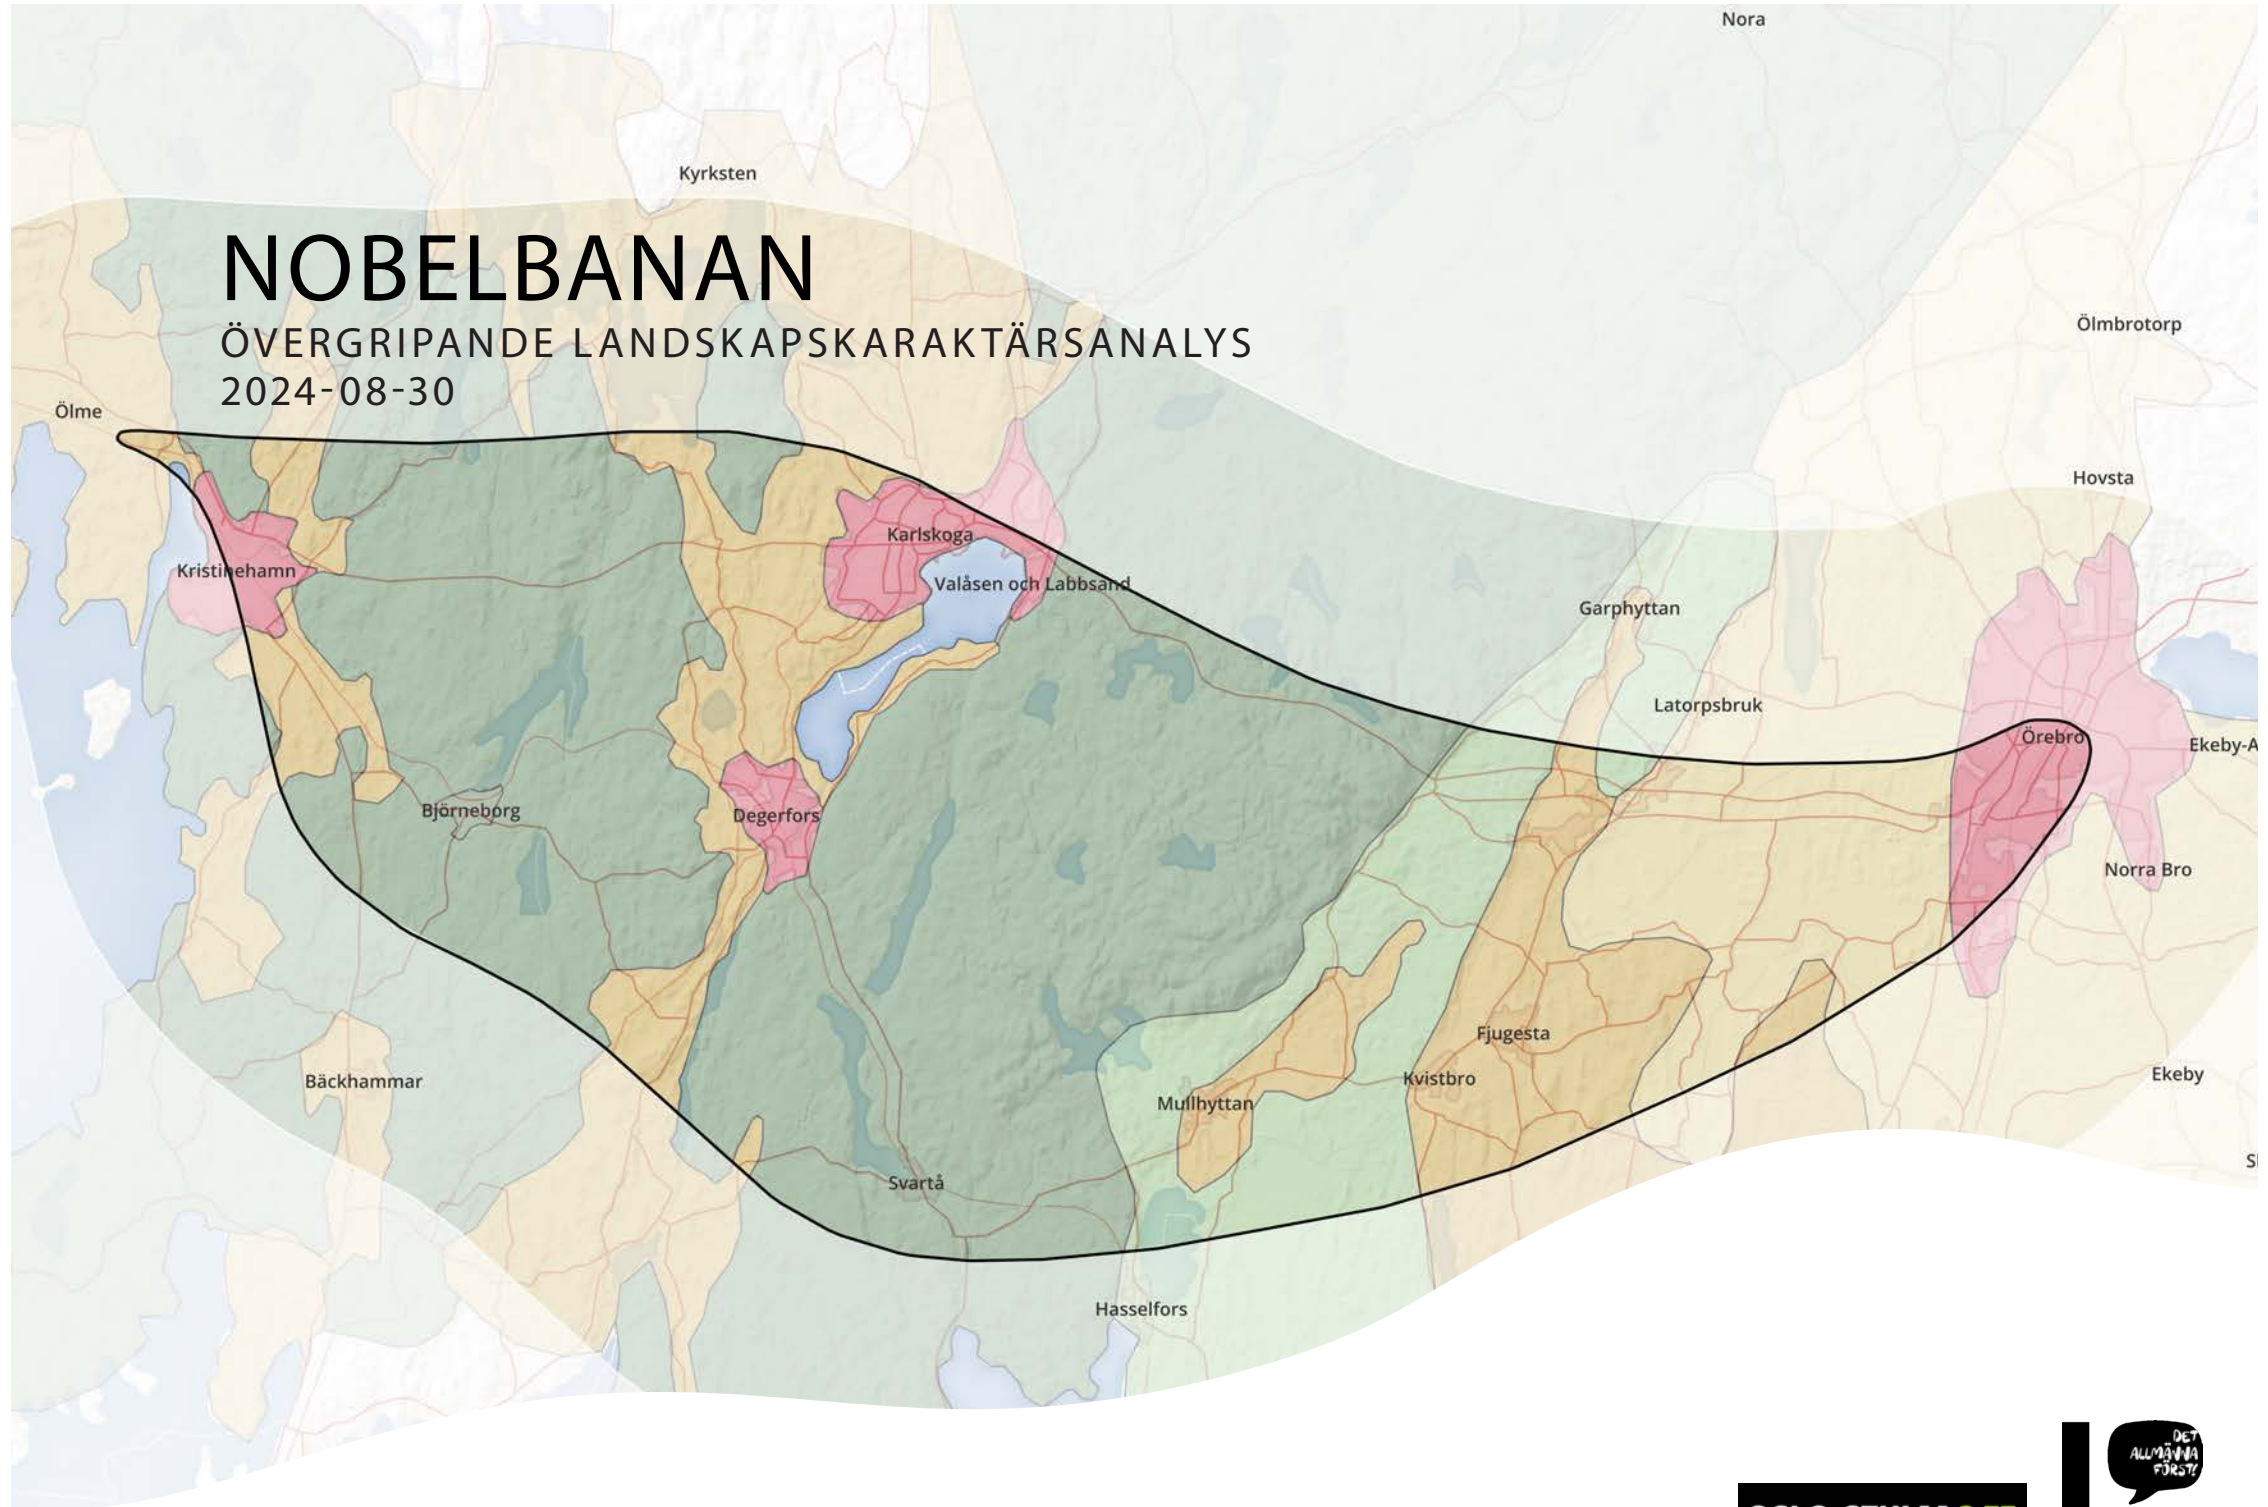 Nora
Kyrksten
NOBELBANAN
ÖVERGRIPANDE LANDSKAPSKARAKTÄRSANALYS
2024-08-30
Ölmbrotorp
Ölme
Hovsta
Karlskoga
Kristinehamn
Valåsen och Labbsand
Garphyttan
Latorpsbruk
Örebro
Ekeby-A
Björneborg
Degerfors
Norra Bro
Fjugesta
Bäckhammar
Kvistbro
Ekeby
Mullhyttan
Svartå
Hasselfors
DET
ALLMÄNNA
FÖRST!